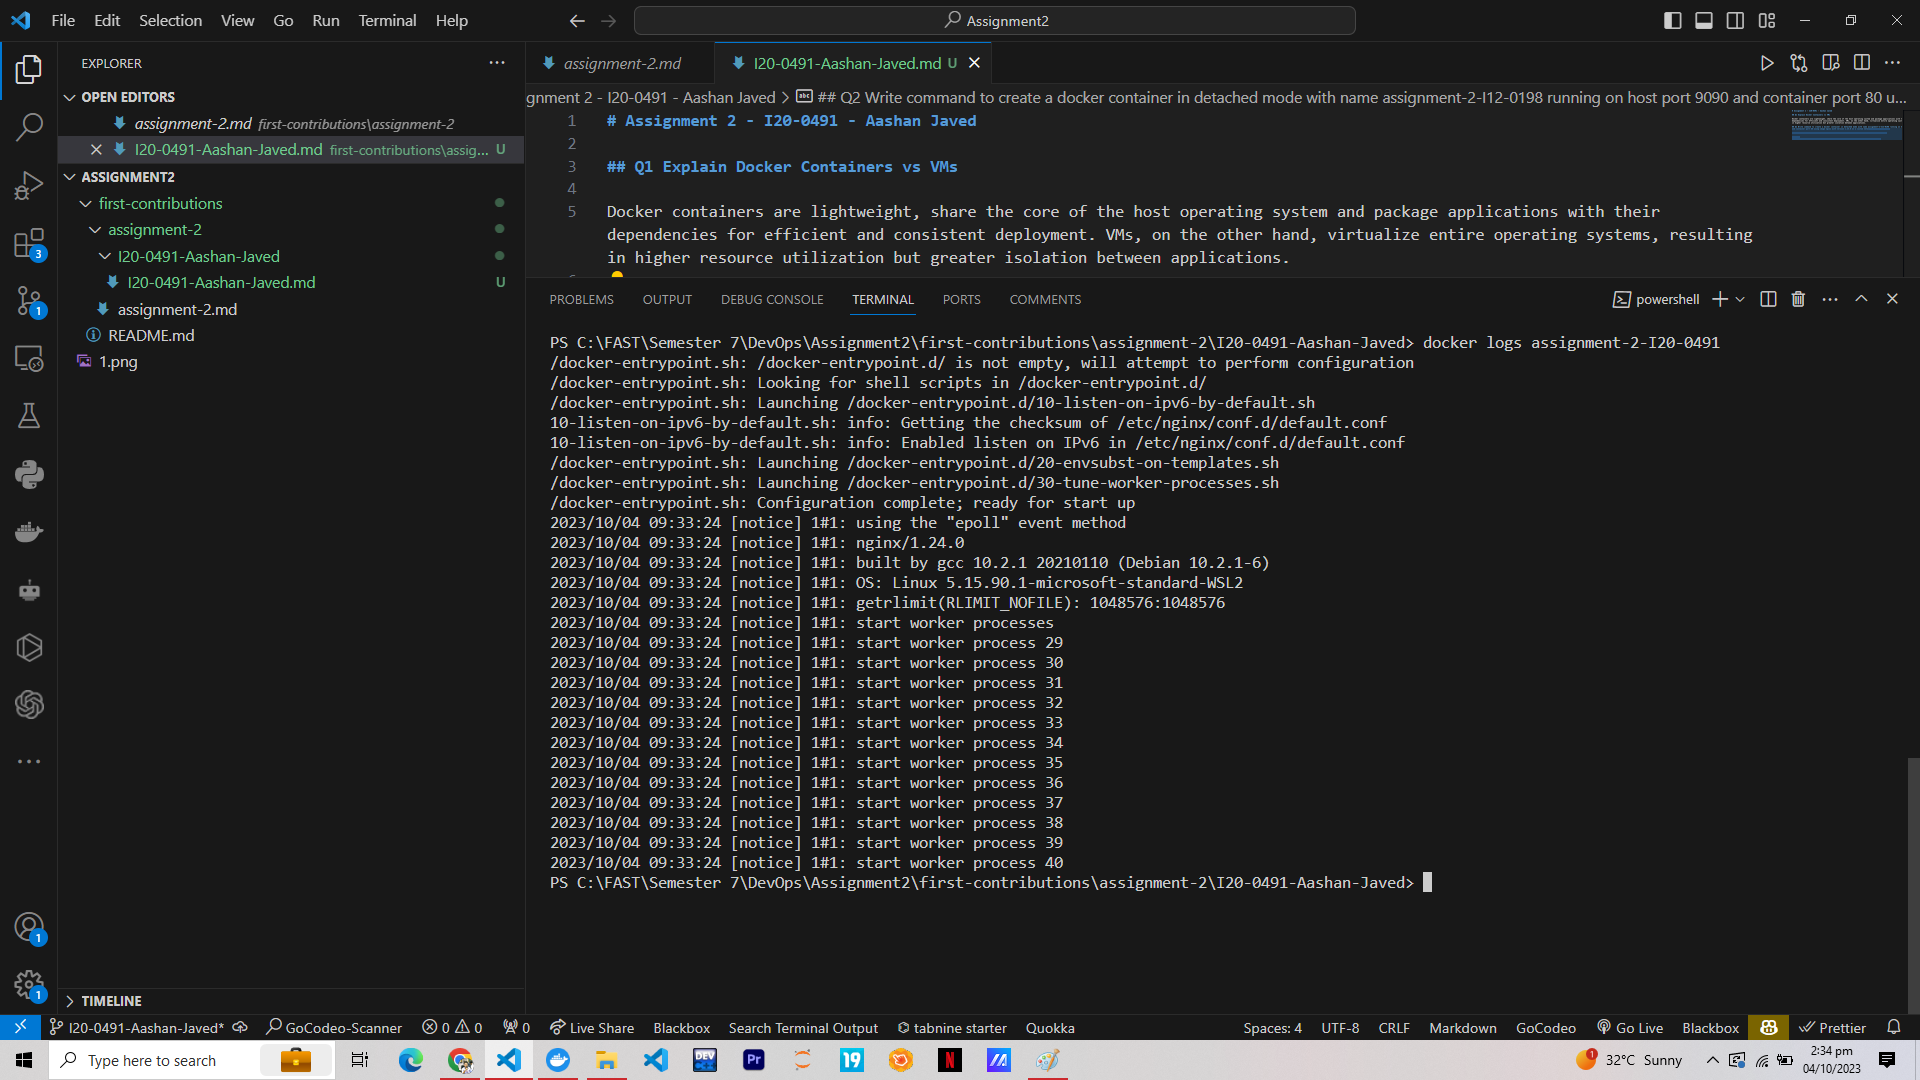 File Edit Selection View Go Run Terminal Help
Assignment2
EXPLORER
OPEN EDITORS
assignment-2.md first-contributions\assignment-2
I20-0491-Aashan-Javed.md first-contributions\assig... U
ASSIGNMENT2
first-contributions
assignment-2
I20-0491-Aashan-Javed
I20-0491-Aashan-Javed.md U
assignment-2.md
README.md
1.png
TIMELINE
assignment-2.md
I20-0491-Aashan-Javed.md U
gnment 2 - I20-0491 - Aashan Javed > ## Q2 Write command to create a docker container in detached mode with name assignment-2-I12-0198 running on host port 9090 and container port 80 u...
1 # Assignment 2 - I20-0491 - Aashan Javed
2
3 ## Q1 Explain Docker Containers vs VMs
4
5 Docker containers are lightweight, share the core of the host operating system and package applications with their
dependencies for efficient and consistent deployment. VMs, on the other hand, virtualize entire operating systems, resulting
in higher resource utilization but greater isolation between applications.
PROBLEMS OUTPUT DEBUG CONSOLE TERMINAL PORTS COMMENTS
powershell
PS C:\FAST\Semester 7\DevOps\Assignment2\first-contributions\assignment-2\I20-0491-Aashan-Javed> docker logs assignment-2-I20-0491
/docker-entrypoint.sh: /docker-entrypoint.d/ is not empty, will attempt to perform configuration
/docker-entrypoint.sh: Looking for shell scripts in /docker-entrypoint.d/
/docker-entrypoint.sh: Launching /docker-entrypoint.d/10-listen-on-ipv6-by-default.sh
10-listen-on-ipv6-by-default.sh: info: Getting the checksum of /etc/nginx/conf.d/default.conf
10-listen-on-ipv6-by-default.sh: info: Enabled listen on IPv6 in /etc/nginx/conf.d/default.conf
/docker-entrypoint.sh: Launching /docker-entrypoint.d/20-envsubst-on-templates.sh
/docker-entrypoint.sh: Launching /docker-entrypoint.d/30-tune-worker-processes.sh
/docker-entrypoint.sh: Configuration complete; ready for start up
2023/10/04 09:33:24 [notice] 1#1: using the "epoll" event method
2023/10/04 09:33:24 [notice] 1#1: nginx/1.24.0
2023/10/04 09:33:24 [notice] 1#1: built by gcc 10.2.1 20210110 (Debian 10.2.1-6)
2023/10/04 09:33:24 [notice] 1#1: OS: Linux 5.15.90.1-microsoft-standard-WSL2
2023/10/04 09:33:24 [notice] 1#1: getrlimit(RLIMIT_NOFILE): 1048576:1048576
2023/10/04 09:33:24 [notice] 1#1: start worker processes
2023/10/04 09:33:24 [notice] 1#1: start worker process 29
2023/10/04 09:33:24 [notice] 1#1: start worker process 30
2023/10/04 09:33:24 [notice] 1#1: start worker process 31
2023/10/04 09:33:24 [notice] 1#1: start worker process 32
2023/10/04 09:33:24 [notice] 1#1: start worker process 33
2023/10/04 09:33:24 [notice] 1#1: start worker process 34
2023/10/04 09:33:24 [notice] 1#1: start worker process 35
2023/10/04 09:33:24 [notice] 1#1: start worker process 36
2023/10/04 09:33:24 [notice] 1#1: start worker process 37
2023/10/04 09:33:24 [notice] 1#1: start worker process 38
2023/10/04 09:33:24 [notice] 1#1: start worker process 39
2023/10/04 09:33:24 [notice] 1#1: start worker process 40
PS C:\FAST\Semester 7\DevOps\Assignment2\first-contributions\assignment-2\I20-0491-Aashan-Javed>
I20-0491-Aashan-Javed* GoCodeo-Scanner 0 0 0 Live Share Blackbox Search Terminal Output tabnine starter Quokka Spaces: 4 UTF-8 CRLF Markdown GoCodeo Go Live Blackbox Prettier
Type here to search
32°C Sunny
2:34 pm
04/10/2023